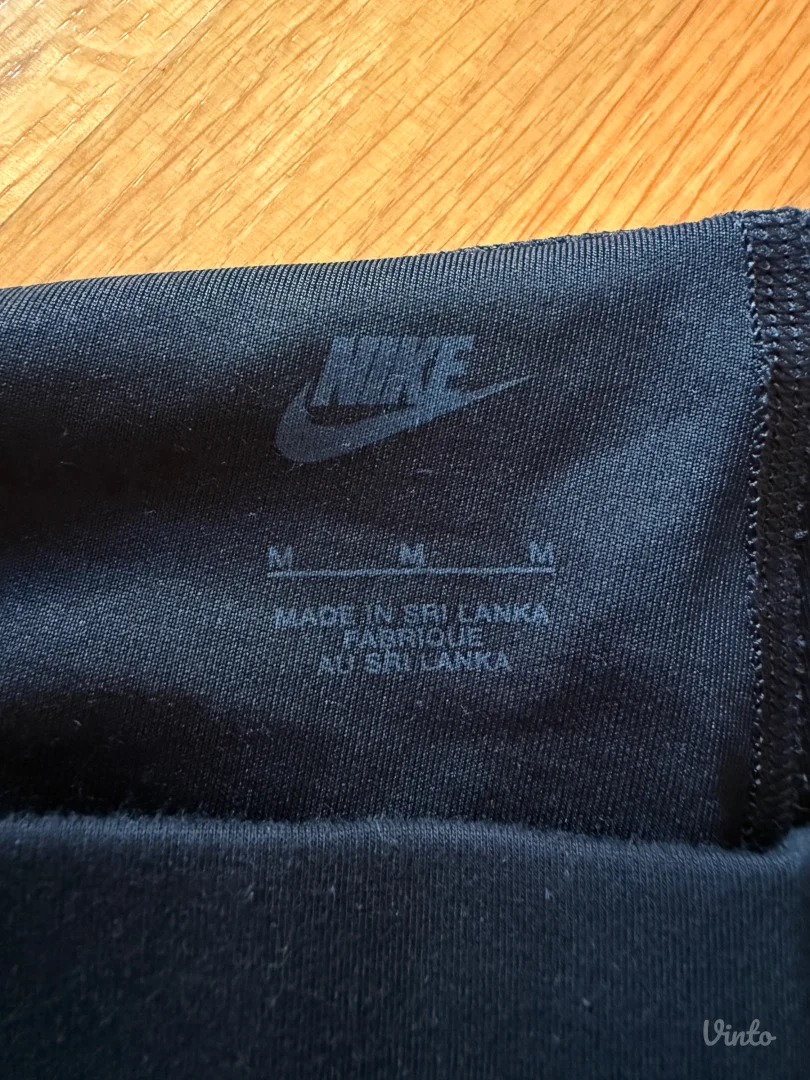 NIKE
M M M
MADE IN SRI LANKA
FABRIQUE
AU SRI LANKA
Vinto